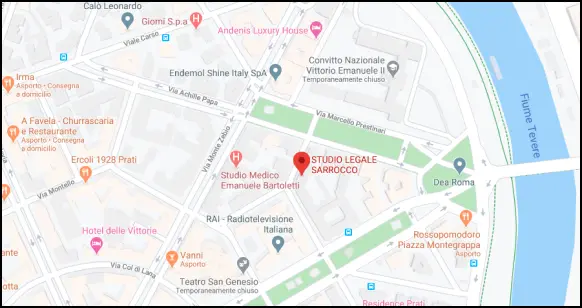 Calò Leonardo
Giomi S.p.a
Andenis Luxury House
Viale Carso
Convitto Nazionale
Vittorio Emanuele II
Temporaneamente chiuso
Endemol Shine Italy SpA
Irma
Asporto • Consegna
a domicilio
Via Achille Papa
Via Marcello Prestinari
Fiume Tevere
A Favela - Churrascaria
e Restaurante
Asporto • Consegna
a domicilio
Via Monte Zebio
Ercoli 1928 Prati
STUDIO LEGALE
SARROCCO
Studio Medico
Emanuele Bartoletti
Dea Roma
Via Montello
RAI - Radiotelevisione
Italiana
Rossopomodoro
Piazza Montegrappa
Asporto • Consegna
Hotel delle Vittorie
Vanni
Asporto
Via Col di Lana
Teatro San Genesio
Temporaneamente chiuso
Residence Prati